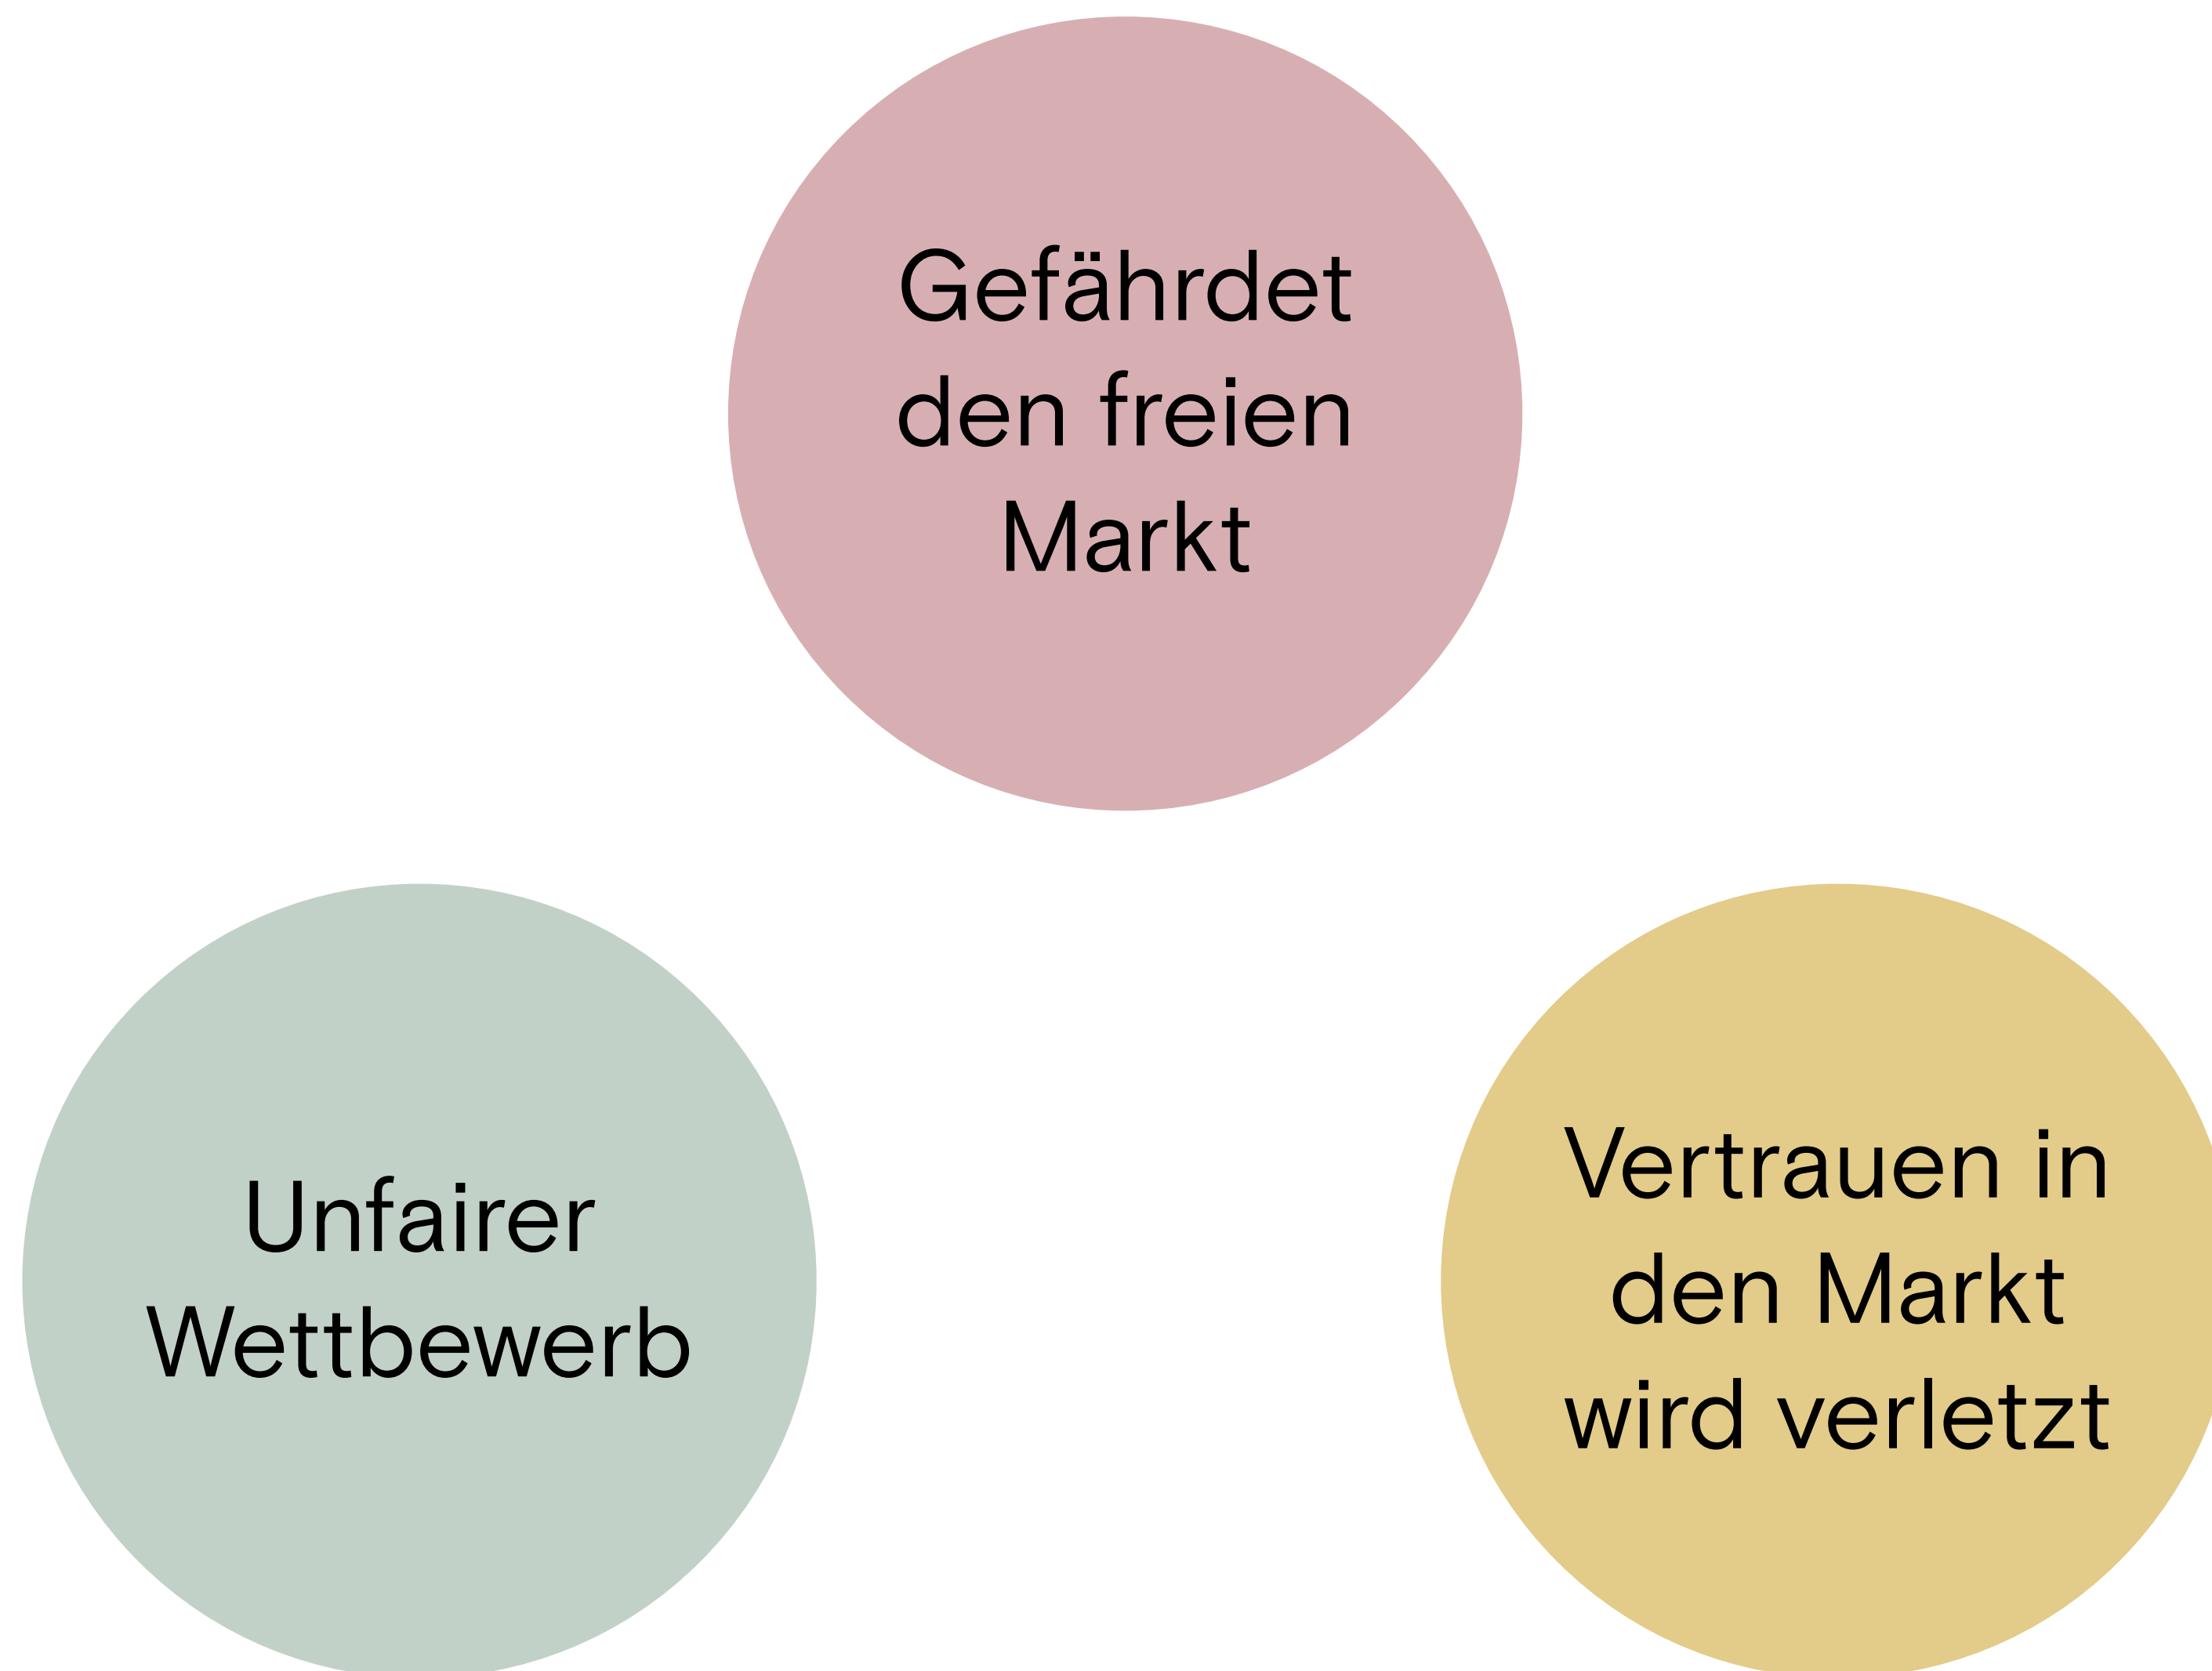 Gefährdet
den freien
Markt
Unfairer
Wettbewerb
Vertrauen in
den Markt
wird verletzt